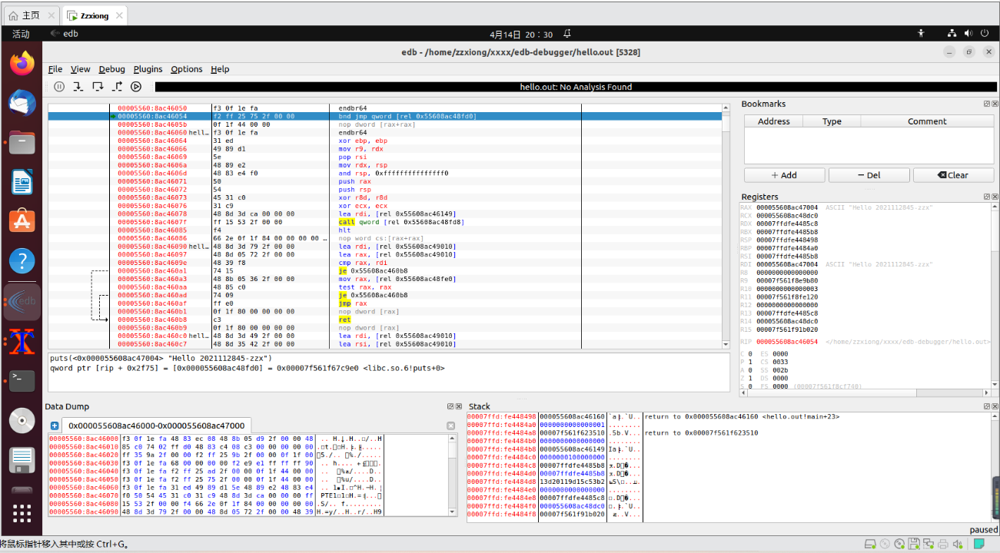 主页
Zzxiong
活动
edb
4月14日 20：30
edb - /home/zzxiong/xxxx/edb-debugger/hello.out [5328]
File View Debug Plugins Options Help
hello.out: No Analysis Found
00005560:8ac46050 f3 0f 1e fa endbr64
00005560:8ac46054 f2 ff 25 75 2f 00 00 bnd jmp qword [rel 0x55608ac48fd0]
00005560:8ac4605b 0f 1f 44 00 00 nop dword [rax+rax]
00005560:8ac46060 hell… f3 0f 1e fa endbr64
00005560:8ac46064 31 ed xor ebp, ebp
00005560:8ac46066 49 89 d1 mov r9, rdx
00005560:8ac46069 5e pop rsi
00005560:8ac4606a 48 89 e2 mov rdx, rsp
00005560:8ac4606d 48 83 e4 f0 and rsp, 0xfffffffffffffff0
00005560:8ac46071 50 push rax
00005560:8ac46072 54 push rsp
00005560:8ac46073 45 31 c0 xor r8d, r8d
00005560:8ac46076 31 c9 xor ecx, ecx
00005560:8ac46078 48 8d 3d ca 00 00 00 lea rdi, [rel 0x55608ac46149]
00005560:8ac4607f ff 15 53 2f 00 00 call qword [rel 0x55608ac48fd8]
00005560:8ac46085 f4 hlt
00005560:8ac46086 66 2e 0f 1f 84 00 00 00 00 … nop word cs:[rax+rax]
00005560:8ac46090 hell… 48 8d 3d 79 2f 00 00 lea rdi, [rel 0x55608ac49010]
00005560:8ac46097 48 8d 05 72 2f 00 00 lea rax, [rel 0x55608ac49010]
00005560:8ac4609e 48 39 f8 cmp rax, rdi
00005560:8ac460a1 74 15 je 0x55608ac460b8
00005560:8ac460a3 48 8b 05 36 2f 00 00 mov rax, [rel 0x55608ac48fe0]
00005560:8ac460aa 48 85 c0 test rax, rax
00005560:8ac460ad 74 09 je 0x55608ac460b8
00005560:8ac460af ff e0 jmp rax
00005560:8ac460b1 0f 1f 80 00 00 00 00 nop dword [rax]
00005560:8ac460b8 c3 ret
00005560:8ac460b9 0f 1f 80 00 00 00 00 nop dword [rax]
00005560:8ac460c0 hell… 48 8d 3d 49 2f 00 00 lea rdi, [rel 0x55608ac49010]
00005560:8ac460c7 48 8d 35 42 2f 00 00 lea rsi, [rel 0x55608ac49010]
puts(<0x000055608ac47004> "Hello 2021112845-zzx")
qword ptr [rip + 0x2f75] = [0x000055608ac48fd0] = 0x00007f561f67c9e0 <libc.so.6!puts+0>
Bookmarks
Address Type Comment
Add Del Clear
Registers
RAX 000055608ac47004 ASCII "Hello 2021112845-zzx"
RCX 000055608ac48dc0
RDX 00007ffdfe4485c8
RBX 00007ffdfe4485b8
RSP 00007ffdfe448498
RBP 00007ffdfe4484a0
RSI 00007ffdfe4485b8
RDI 000055608ac47004 ASCII "Hello 2021112845-zzx"
R8 0000000000000000
R9 00007f561f8e9b80
R10 0000000000000003
R11 00007f561f8fe120
R12 0000000000000000
R13 00007ffdfe4485c8
R14 000055608ac48dc0
R15 00007f561f91b020
RIP 000055608ac46054 </home/zzxiong/xxxx/edb-debugger/hello.out>
C 0 ES 0000
P 1 CS 0033
A 0 SS 002b
Z 1 DS 0000
S 0 FS 0000 (00007f561f8cf740)
Data Dump
0x000055608ac46000-0x000055608ac47000
00005560:8ac46000 f3 0f 1e fa 48 83 ec 08 48 8b 05 d9 2f 00 00 48
00005560:8ac46010 85 c0 74 02 ff d0 48 83 c4 08 c3 00 00 00 00 00
00005560:8ac46020 ff 35 9a 2f 00 00 f2 ff 25 9b 2f 00 00 0f 1f 00
00005560:8ac46030 f3 0f 1e fa 68 00 00 00 00 f2 e9 e1 ff ff ff 90
00005560:8ac46040 f3 0f 1e fa f2 ff 25 ad 2f 00 00 0f 1f 44 00 00
00005560:8ac46050 f3 0f 1e fa f2 ff 25 75 2f 00 00 0f 1f 44 00 00
00005560:8ac46060 f3 0f 1e fa 31 ed 49 89 d1 5e 48 89 e2 48 83 e4
00005560:8ac46070 f0 50 54 45 31 c0 31 c9 48 8d 3d ca 00 00 00 ff
00005560:8ac46080 15 53 2f 00 00 f4 66 2e 0f 1f 84 00 00 00 00 00
00005560:8ac46090 48 8d 3d 79 2f 00 00 48 8d 05 72 2f 00 00 48 39
Stack
00007ffd:fe448498 000055608ac46160 return to 0x000055608ac46160 <hello.out!main+23>
00007ffd:fe4484a0 0000000000000001
00007ffd:fe4484a8 00007f561f623510 return to 0x00007f561f623510
00007ffd:fe4484b0 0000000000000000
00007ffd:fe4484b8 000055608ac46149
00007ffd:fe4484c0 0000000100000000
00007ffd:fe4484c8 00007ffdfe4485b8
00007ffd:fe4484d0 00007ffdfe4485b8
00007ffd:fe4484d8 13d20119d15c53b2
00007ffd:fe4484e0 0000000000000000
00007ffd:fe4484e8 00007ffdfe4485c8
00007ffd:fe4484f0 000055608ac48dc0
00007ffd:fe4484f8 00007f561f91b020
paused
将鼠标指针移入其中或按 Ctrl+G。